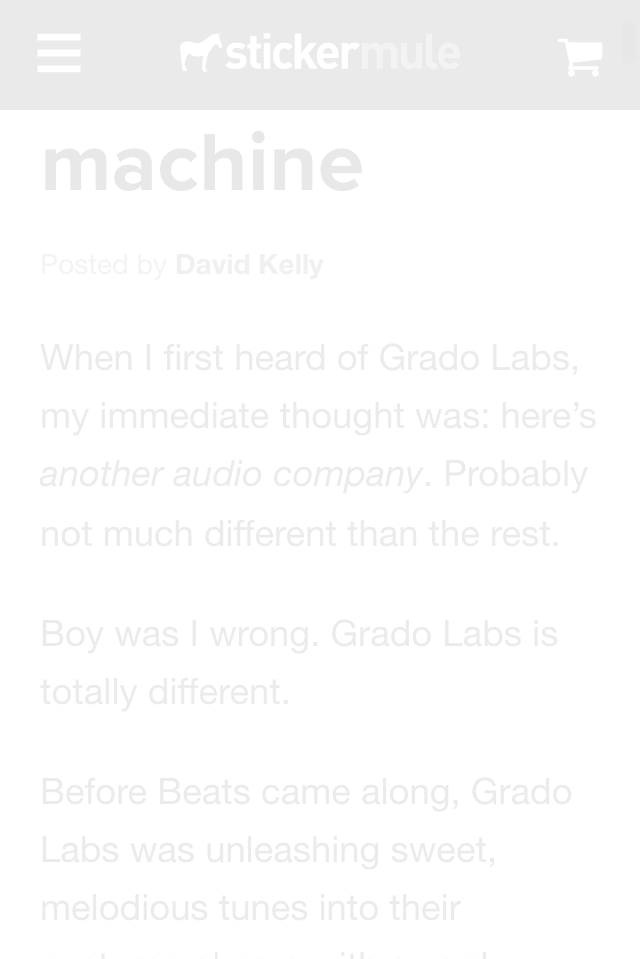 stickermule
machine
Posted by David Kelly
When I first heard of Grado Labs,
my immediate thought was: here’s
another audio company. Probably
not much different than the rest.
Boy was I wrong. Grado Labs is
totally different.
Before Beats came along, Grado
Labs was unleashing sweet,
melodious tunes into their